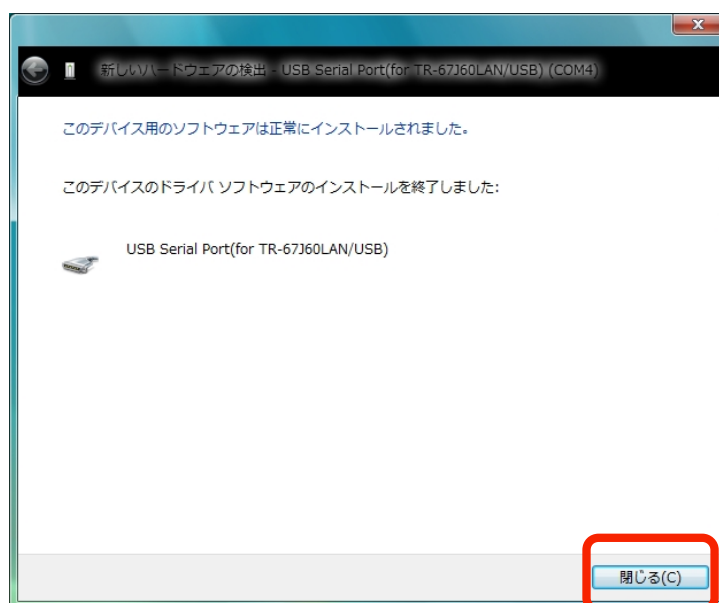 新しいハードウェアの検出 - USB Serial Port(for TR-67J60LAN/USB) (COM4)
このデバイス用のソフトウェアは正常にインストールされました。
このデバイスのドライバ ソフトウェアのインストールを終了しました:
USB Serial Port(for TR-67J60LAN/USB)
閉じる(C)